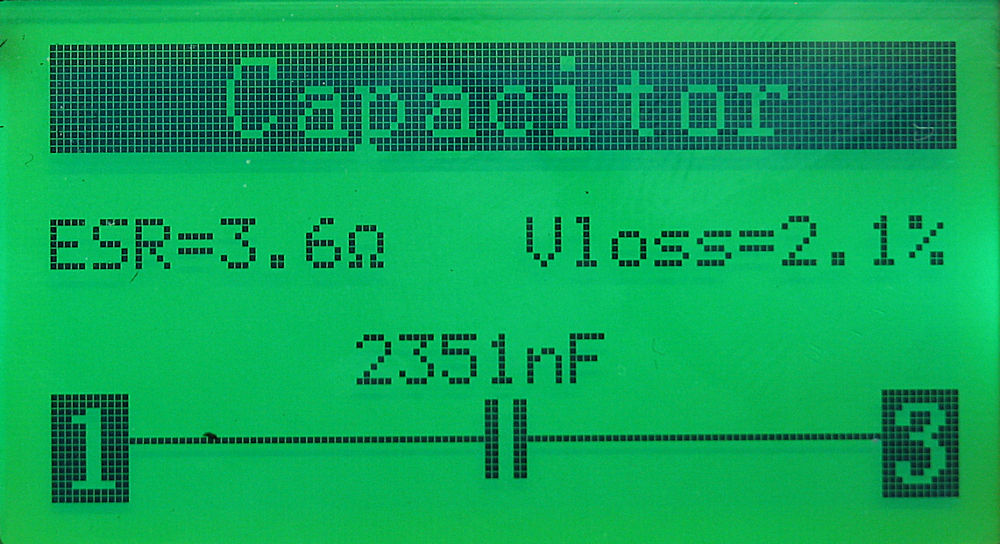 Capacitor
ESR=3.6Ω Vloss=2.1%
2351nF
1 3